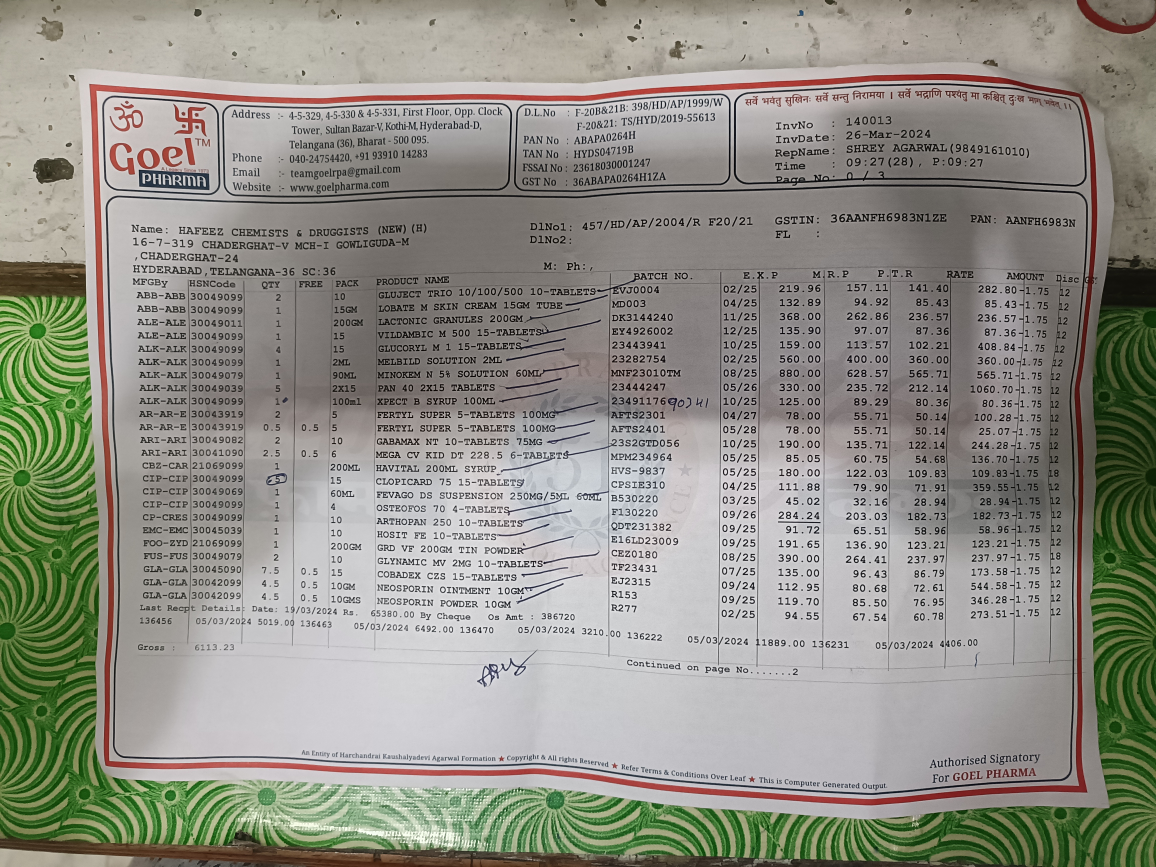 ॐ 卐
Goel TM
A Legacy Since 1973
PHARMA
Address :- 4-5-329, 4-5-330 & 4-5-331, First Floor, Opp. Clock
Tower, Sultan Bazar-V, Kothi-M, Hyderabad-D,
Telangana (36), Bharat - 500 095.
Phone :- 040-24754420, +91 93910 14283
Email :- teamgoelrpa@gmail.com
Website :- www.goelpharma.com
D.L.No : F-20B&21B: 398/HD/AP/1999/W
F-20&21: TS/HYD/2019-55613
PAN No : ABAPA0264H
TAN No : HYDS04719B
FSSAI No : 23618030001247
GST No : 36ABAPA0264H1ZA
सर्वे भवंतु सुखिनः सर्वे सन्तु निरामया । सर्वे भद्राणि पश्येतु मा कश्चित् दुःख भाग् भवेत् ।।
InvNo : 140013
InvDate: 26-Mar-2024
RepName: SHREY AGARWAL(9849161010)
Time : 09:27(28) , P:09:27
Page No: 0 / 3
Name: HAFEEZ CHEMISTS & DRUGGISTS (NEW)(H)
16-7-319 CHADERGHAT-V MCH-I GOWLIGUDA-M
,CHADERGHAT-24
HYDERABAD,TELANGANA-36 SC:36
DlNo1: 457/HD/AP/2004/R F20/21 GSTIN: 36AANFH6983N1ZE PAN: AANFH6983N
DlNo2: FL :
M: Ph:,
MFGBy HSNCode QTY FREE PACK PRODUCT NAME BATCH NO. E.X.P M.R.P P.T.R RATE AMOUNT Disc
ABB-ABB 30049099 2 10 GLUJECT TRIO 10/100/500 10-TABLETS EVJ0004 02/25 219.96 157.11 141.40 282.80-1.75 12
ABB-ABB 30049099 1 15GM LOBATE M SKIN CREAM 15GM TUBE MD003 04/25 132.89 94.92 85.43 85.43-1.75 12
ALE-ALE 30049011 1 200GM LACTONIC GRANULES 200GM DK3144240 11/25 368.00 262.86 236.57 236.57-1.75 12
ALE-ALE 30049099 1 15 VILDAMBIC M 500 15-TABLETS EY4926002 12/25 135.90 97.07 87.36 87.36-1.75 12
ALK-ALK 30049099 4 15 GLUCORYL M 1 15-TABLETS 23443941 10/25 159.00 113.57 102.21 408.84-1.75 12
ALK-ALK 30049099 1 2ML MELBILD SOLUTION 2ML 23282754 02/25 560.00 400.00 360.00 360.00-1.75 12
ALK-ALK 30049079 1 90ML MINOKEM N 5% SOLUTION 60ML MNF23010TM 08/25 880.00 628.57 565.71 565.71-1.75 12
ALK-ALK 30049039 5 2X15 PAN 40 2X15 TABLETS 23444247 05/26 330.00 235.72 212.14 1060.70-1.75 12
ALK-ALK 30049099 1 100ml XPECT B SYRUP 100ML 23491176 90341 10/25 125.00 89.29 80.36 80.36-1.75 12
AR-AR-E 30043919 2 5 FERTYL SUPER 5-TABLETS 100MG AFTS2301 04/27 78.00 55.71 50.14 100.28-1.75 12
AR-AR-E 30043919 0.5 0.5 5 FERTYL SUPER 5-TABLETS 100MG AFTS2401 05/28 78.00 55.71 50.14 25.07-1.75 12
ARI-ARI 30049082 2 10 GABAMAX NT 10-TABLETS 75MG 23S2GTD056 10/25 190.00 135.71 122.14 244.28-1.75 12
ARI-ARI 30041090 2.5 0.5 6 MEGA CV KID DT 228.5 6-TABLETS MPM234964 05/25 85.05 60.75 54.68 136.70-1.75 12
CBZ-CAR 21069099 1 200ML HAVITAL 200ML SYRUP HVS-9837 05/25 180.00 122.03 109.83 109.83-1.75 18
CIP-CIP 30049099 5 15 CLOPICARD 75 15-TABLETS CPSIE310 04/25 111.88 79.90 71.91 359.55-1.75 12
CIP-CIP 30049069 1 60ML FEVAGO DS SUSPENSION 250MG/5ML 60ML B530220 03/25 45.02 32.16 28.94 28.94-1.75 12
CIP-CIP 30049099 1 4 OSTEOFOS 70 4-TABLETS F130220 09/26 284.24 203.03 182.73 182.73-1.75 12
CP-CRES 30049099 1 10 ARTHOPAN 250 10-TABLETS QDT231382 09/25 91.72 65.51 58.96 58.96-1.75 12
EMC-EMC 30045039 1 10 HOSIT FE 10-TABLETS E16LD23009 09/25 191.65 136.90 123.21 123.21-1.75 12
FOO-ZYD 21069099 1 200GM GRD VF 200GM TIN POWDER CEZ0180 08/25 390.00 264.41 237.97 237.97-1.75 18
FUS-FUS 30049079 2 10 GLYNAMIC MV 2MG 10-TABLETS TF23431 07/25 135.00 96.43 86.79 173.58-1.75 12
GLA-GLA 30045090 7.5 0.5 15 COBADEX CZS 15-TABLETS EJ2315 09/24 112.95 80.68 72.61 544.58-1.75 12
GLA-GLA 30042099 4.5 0.5 10GM NEOSPORIN OINTMENT 10GM R153 09/25 119.70 85.50 76.95 346.28-1.75 12
GLA-GLA 30042099 4.5 0.5 10GMS NEOSPORIN POWDER 10GM R277 02/25 94.55 67.54 60.78 273.51-1.75 12
Last Recpt Details: Date: 19/03/2024 Rs. 65380.00 By Cheque Os Amt : 386720
136456 05/03/2024 5019.00 136463 05/03/2024 6492.00 136470 05/03/2024 3210.00 136222 05/03/2024 11889.00 136231 05/03/2024 4406.00
Gross : 6113.23
Continued on page No.......2
An Entity of Harchandrai Kaushalyadevi Agarwal Formation ★ Copyright & All rights Reserved ★ Refer Terms & Conditions Over Leaf ★ This is Computer Generated Output.
Authorised Signatory
For GOEL PHARMA